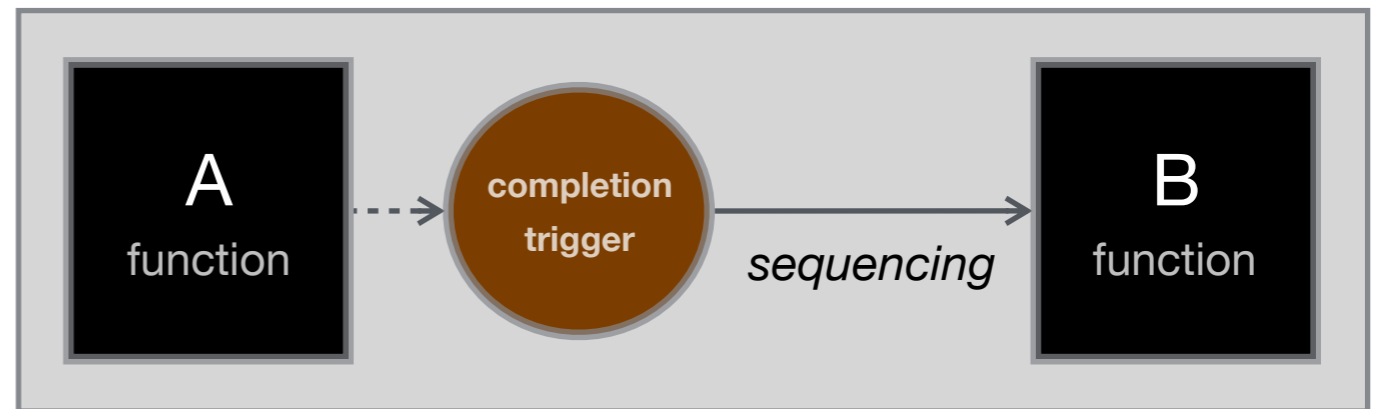 A
function
completion
trigger
sequencing
B
function